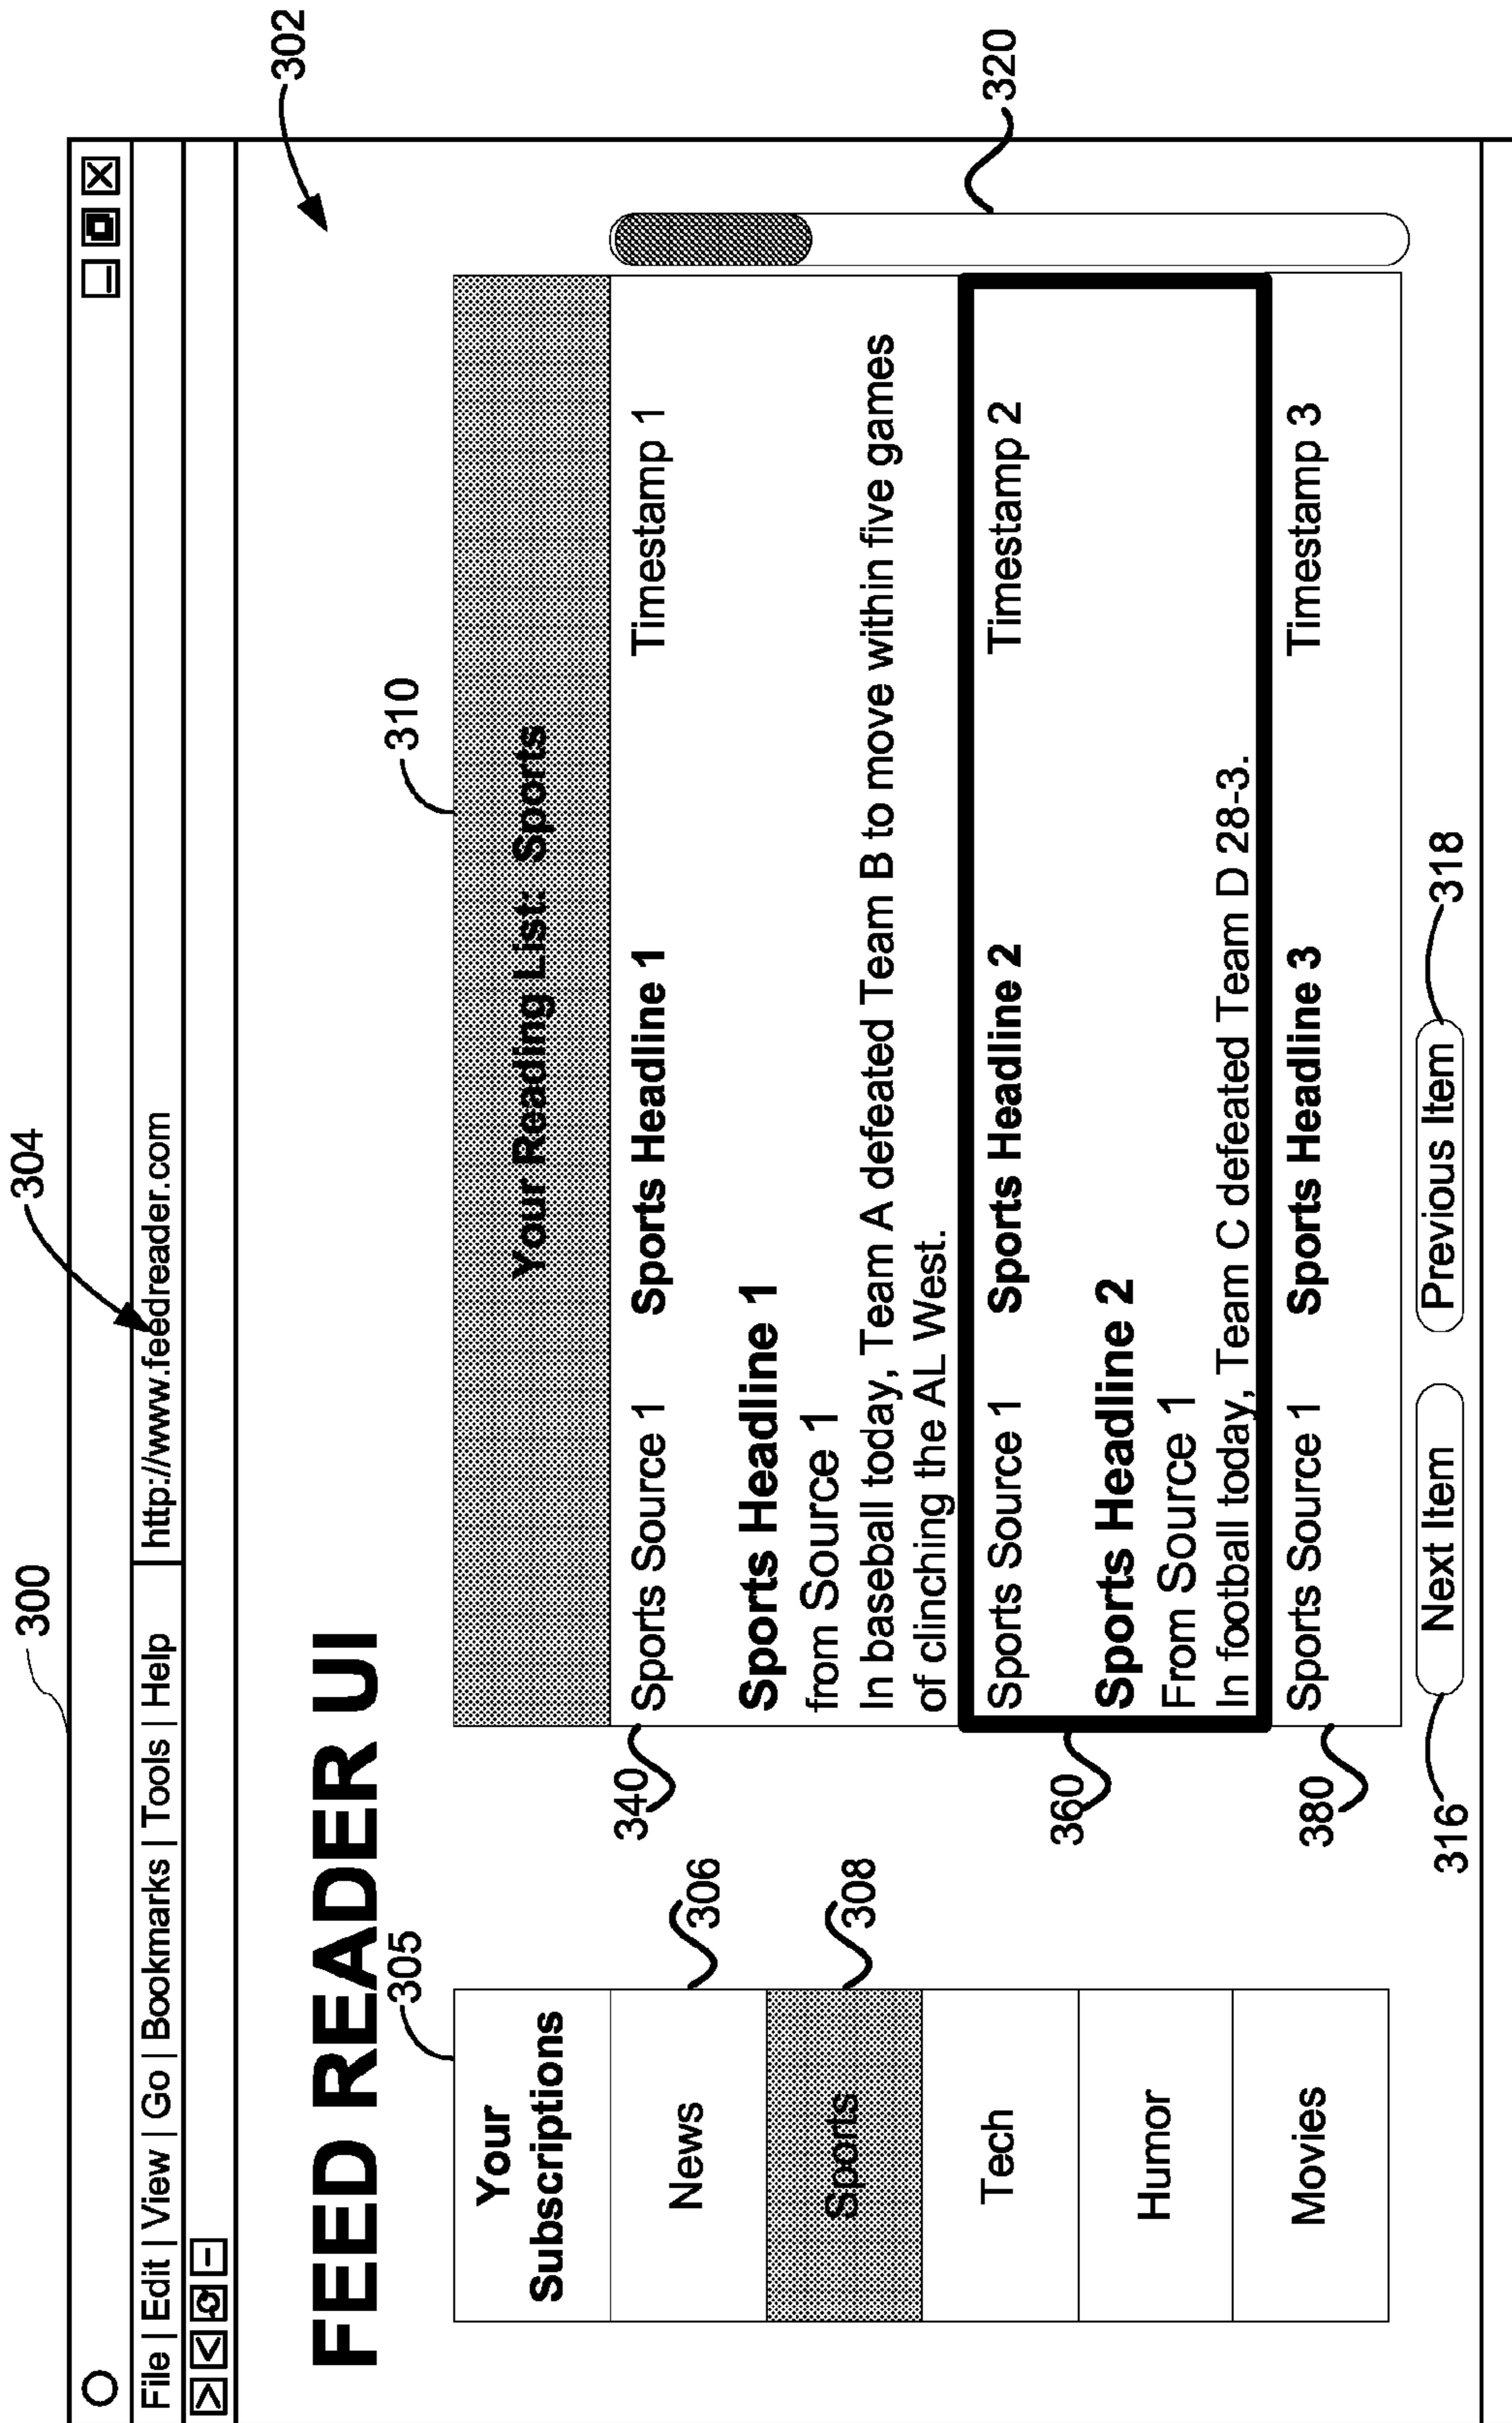 300
304
302
File | Edit | View | Go | Bookmarks | Tools | Help
http://www.feedreader.com
FEED READER UI
305
310
320
Your
Subscriptions
News
306
Sports
308
Tech
Humor
Movies
Your Reading List: Sports
340
Sports Source 1 Sports Headline 1 Timestamp 1
Sports Headline 1
from Source 1
In baseball today, Team A defeated Team B to move within five games
of clinching the AL West.
360
Sports Source 1 Sports Headline 2 Timestamp 2
Sports Headline 2
From Source 1
In football today, Team C defeated Team D 28-3.
380
Sports Source 1 Sports Headline 3 Timestamp 3
316
Next Item
Previous Item
318